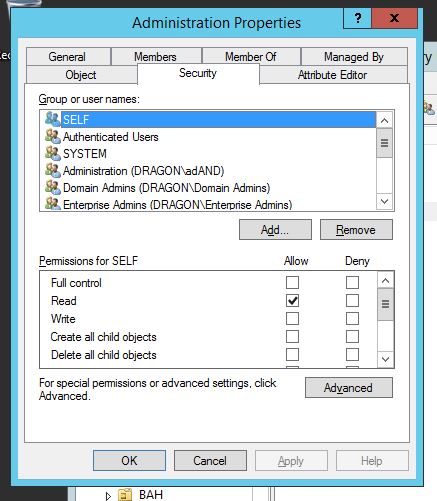 Administration Properties
?
General Members Member Of Managed By
Object Security Attribute Editor
Group or user names:
SELF
Authenticated Users
SYSTEM
Administration (DRAGON\adAND)
Domain Admins (DRAGON\Domain Admins)
Enterprise Admins (DRAGON\Enterprise Admins)
Add... Remove
Permissions for SELF Allow Deny
Full control
Read
Write
Create all child objects
Delete all child objects
For special permissions or advanced settings, click
Advanced.
Advanced
OK Cancel Apply Help
BAH